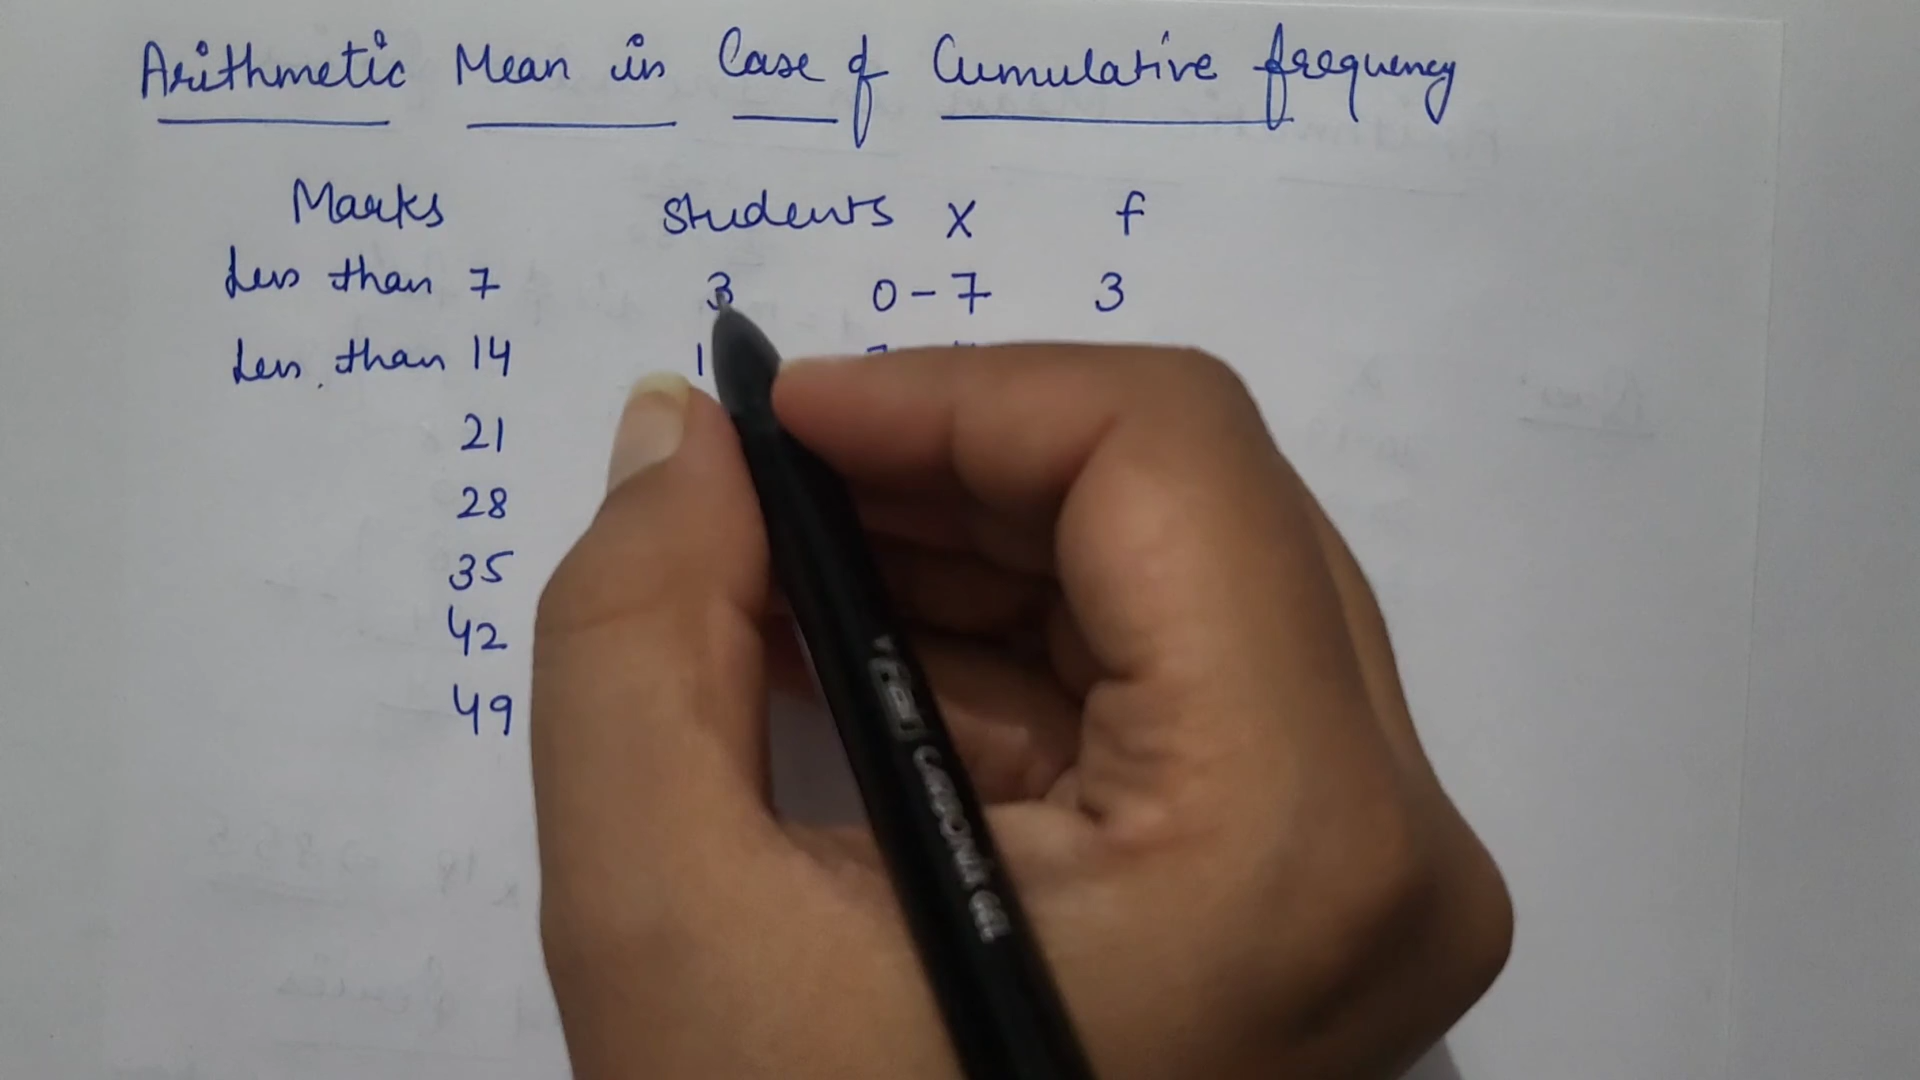 Arithmetic Mean in Case of Cumulative frequency
Marks students X f
Less than 7 3 0-7 3
Less than 14 1
21
28
35
42
49